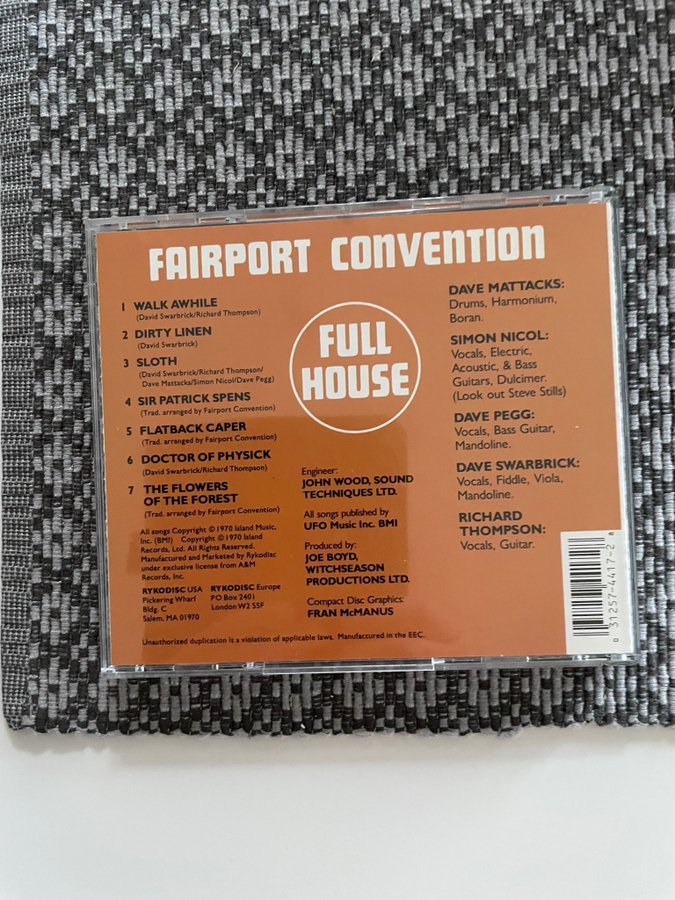 FAIRPORT CONVENTION
1 WALK AWHILE
(David Swarbrick/Richard Thompson)
2 DIRTY LINEN
(David Swarbrick)
3 SLOTH
(David Swarbrick/Richard Thompson/
Dave Mattacks/Simon Nicol/Dave Pegg)
4 SIR PATRICK SPENS
(Trad. arranged by Fairport Convention)
5 FLATBACK CAPER
(Trad. arranged by Fairport Convention)
6 DOCTOR OF PHYSICK
(David Swarbrick/Richard Thompson)
7 THE FLOWERS
OF THE FOREST
(Trad. arranged by Fairport Convention)
All songs Copyright © 1970 Island Music,
Inc. (BMI) Copyright © 1970 Island
Records, Ltd. All Rights Reserved.
Manufactured and Marketed by Rykodisc
under exclusive license from A&M
Records, Inc.
RYKODISC USA
Pickering Wharf
Bldg. C
Salem, MA 01970
RYKODISC Europe
PO Box 2401
London W2 5SF
FULL
HOUSE
Engineer:
JOHN WOOD, SOUND
TECHNIQUES LTD.
All songs published by
UFO Music Inc. BMI
Produced by:
JOE BOYD,
WITCHSEASON
PRODUCTIONS LTD.
Compact Disc Graphics:
FRAN McMANUS
DAVE MATTACKS:
Drums, Harmonium,
Boran.
SIMON NICOL:
Vocals, Electric,
Acoustic, & Bass
Guitars, Dulcimer.
(Look out Steve Stills)
DAVE PEGG:
Vocals, Bass Guitar,
Mandoline.
DAVE SWARBRICK:
Vocals, Fiddle, Viola,
Mandoline.
RICHARD
THOMPSON:
Vocals, Guitar.
Unauthorized duplication is a violation of applicable laws. Manufactured in the EEC.
0 31257-4417-2 8